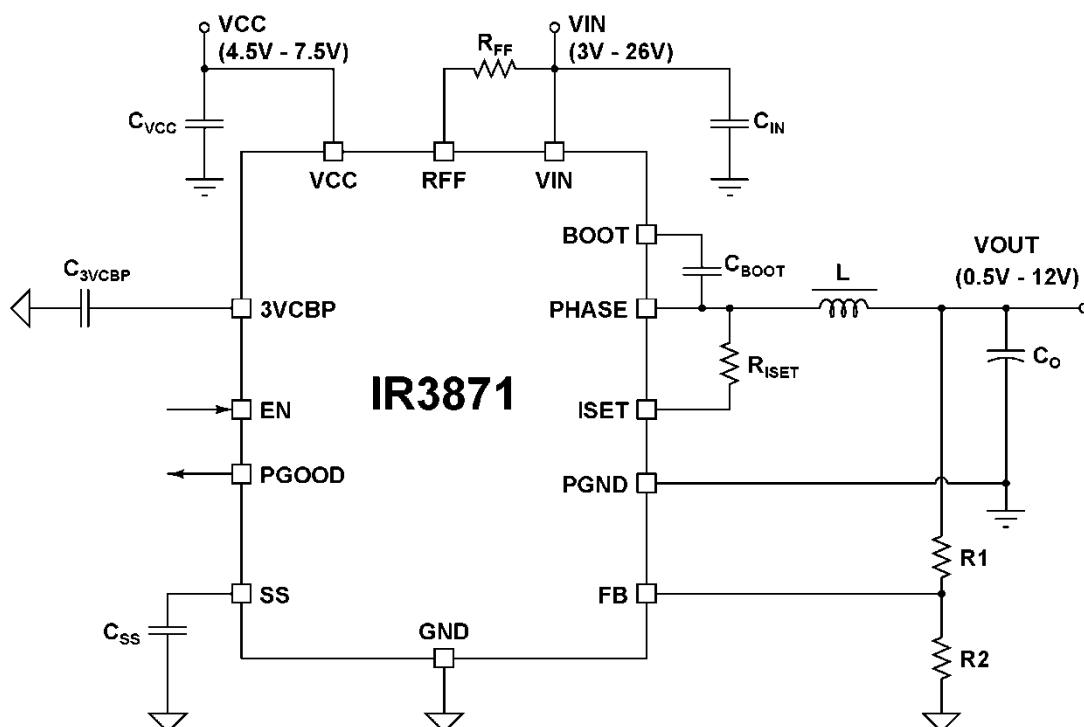 VCC
(4.5V - 7.5V)
RFF
VIN
(3V - 26V)
CVCC
CIN
VCC
RFF
VIN
BOOT
CBOOT
L
VOUT
(0.5V - 12V)
C3VCBP
3VCBP
PHASE
RISET
CO
IR3871
EN
ISET
PGOOD
PGND
R1
SS
FB
CSS
GND
R2